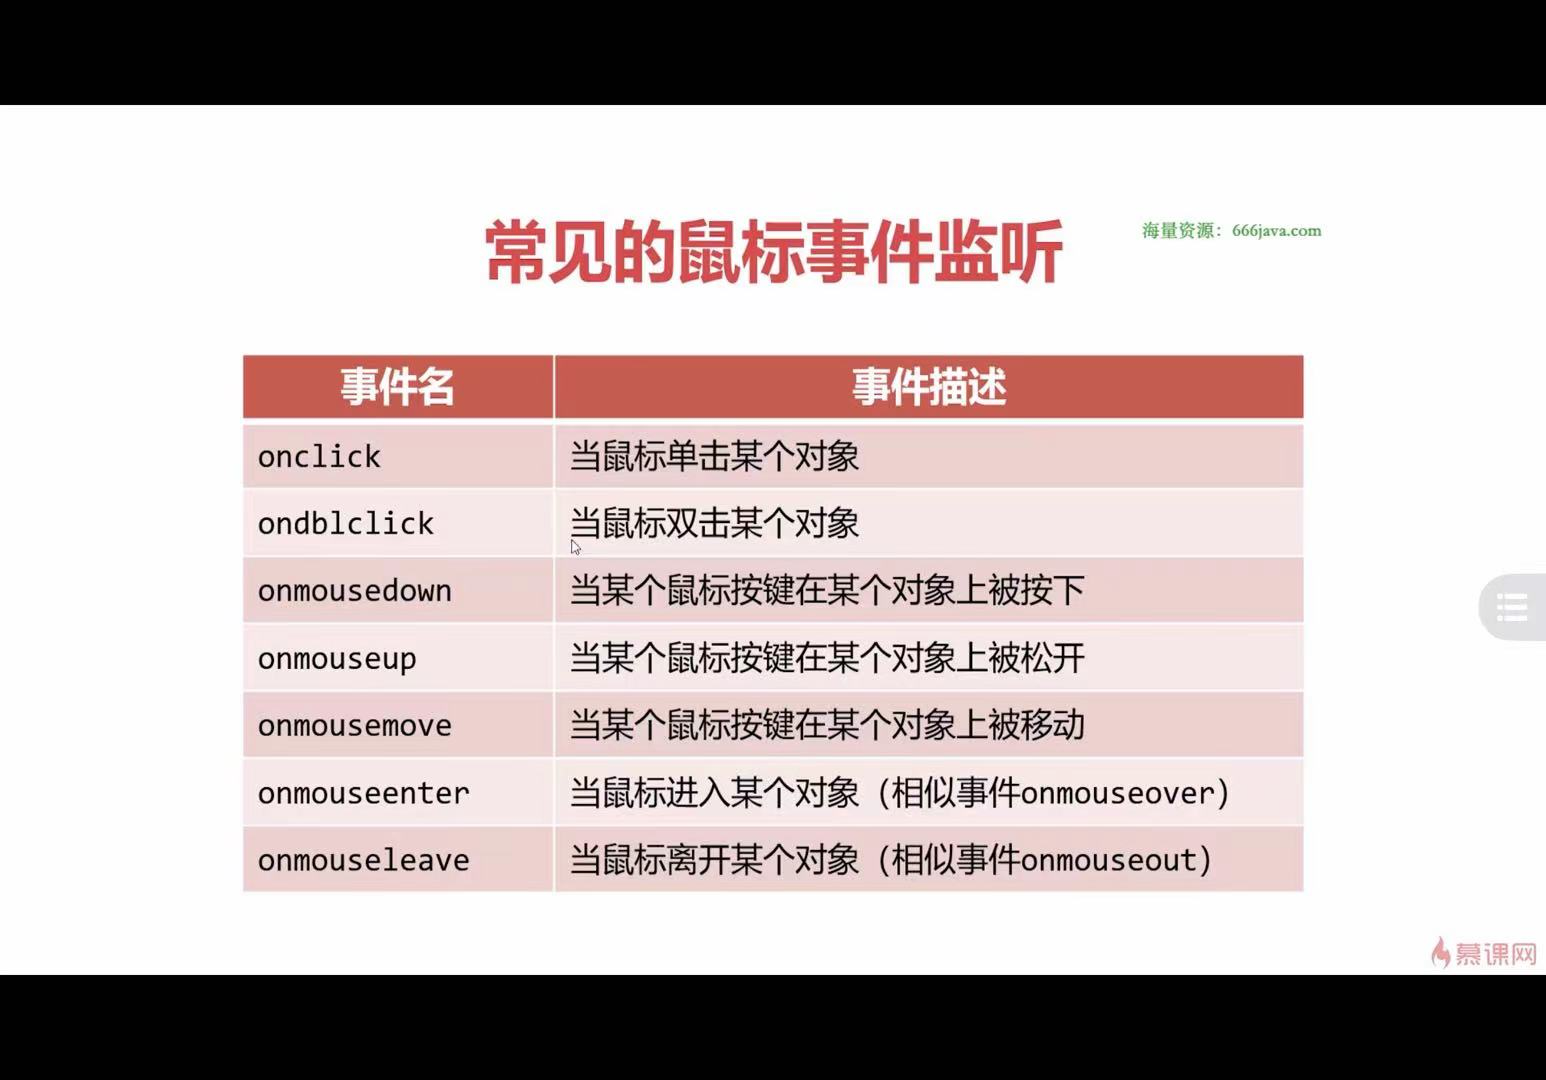 常见的鼠标事件监听
海量资源：666java.com
事件名 事件描述
onclick 当鼠标单击某个对象
ondblclick 当鼠标双击某个对象
onmousedown 当某个鼠标按键在某个对象上被按下
onmouseup 当某个鼠标按键在某个对象上被松开
onmousemove 当某个鼠标按键在某个对象上被移动
onmouseenter 当鼠标进入某个对象（相似事件onmouseover）
onmouseleave 当鼠标离开某个对象（相似事件onmouseout）
慕课网